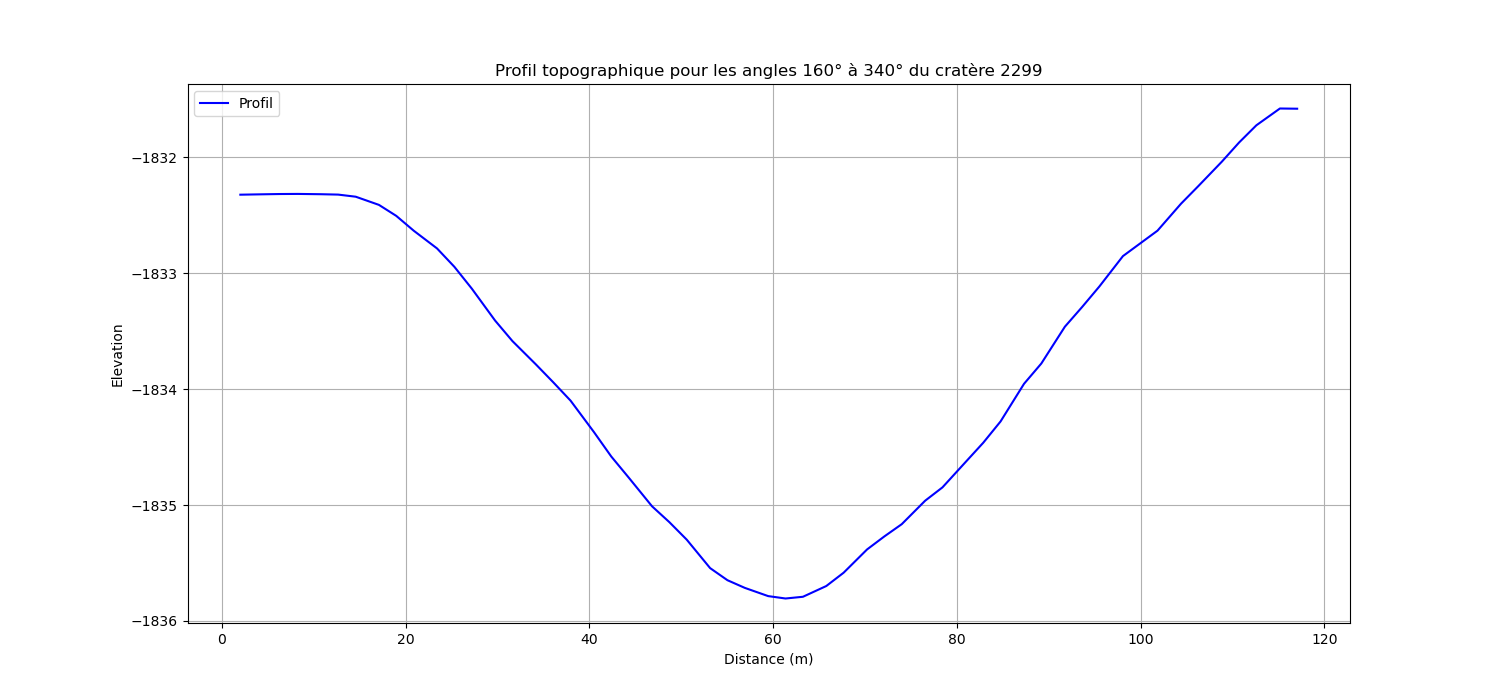 Profil topographique pour les angles 160° à 340° du cratère 2299
Profil
−1832
−1833
−1834
−1835
−1836
Elevation
0 20 40 60 80 100 120
Distance (m)